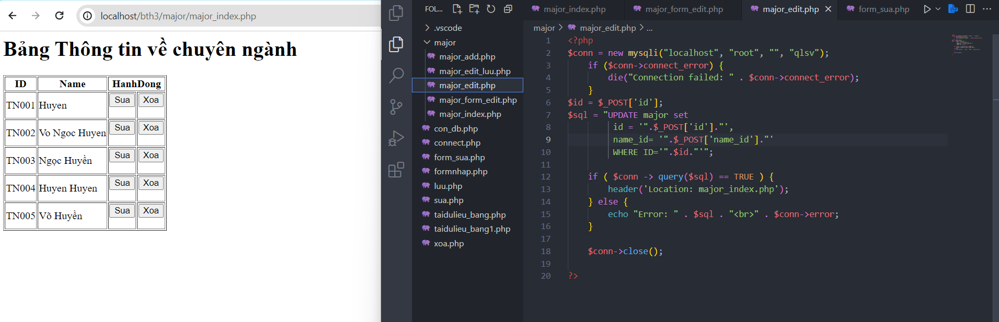 localhost/bth3/major/major_index.php
Bảng Thông tin về chuyên ngành
ID Name HanhDong
TN001 Huyen Sua Xoa
TN002 Vo Ngoc Huyen Sua Xoa
TN003 Ngọc Huyền Sua Xoa
TN004 Huyen Huyen Sua Xoa
TN005 Võ Huyền Sua Xoa
FOL...
.vscode
major
major_add.php
major_edit_luu.php
major_edit.php
major_form_edit.php
major_index.php
con_db.php
connect.php
form_sua.php
formnhap.php
luu.php
sua.php
taidulieu_bang.php
taidulieu_bang1.php
xoa.php
major_index.php major_form_edit.php major_edit.php form_sua.php
major > major_edit.php > ...
1 <?php
2 $conn = new mysqli("localhost", "root", "", "qlsv");
3 if ($conn->connect_error) {
4 die("Connection failed: " . $conn->connect_error);
5 }
6 $id = $_POST['id'];
7 $sql = "UPDATE major set
8 id = '".$_POST['id']."',
9 name_id= '".$_POST['name_id']."'
10 WHERE ID='".$id."'";
11
12 if ( $conn -> query($sql) == TRUE ) {
13 header('Location: major_index.php');
14 } else {
15 echo "Error: " . $sql . "<br>" . $conn->error;
16 }
17
18 $conn->close();
19
20 ?>